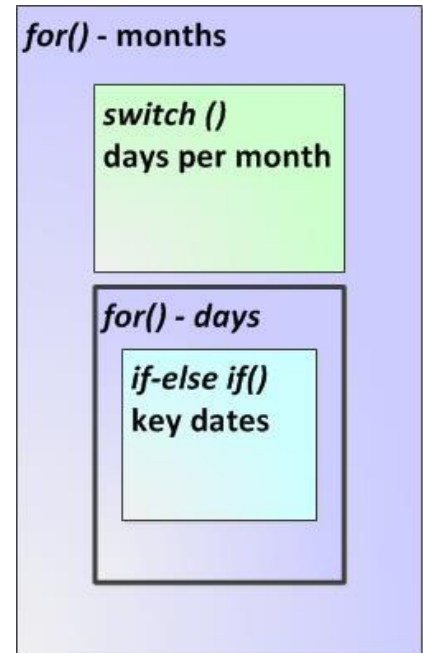 for() - months
switch ()
days per month
for() - days
if-else if()
key dates